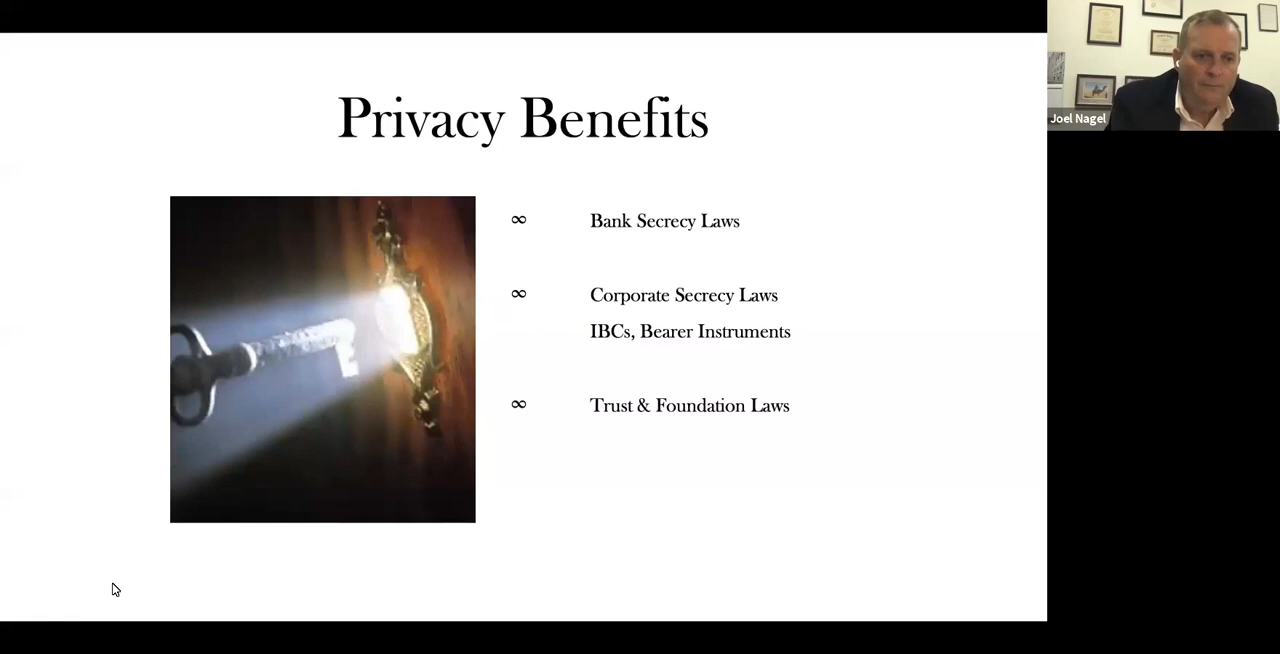 Privacy Benefits
∞ Bank Secrecy Laws
∞ Corporate Secrecy Laws
IBCs, Bearer Instruments
∞ Trust & Foundation Laws
Joel Nagel